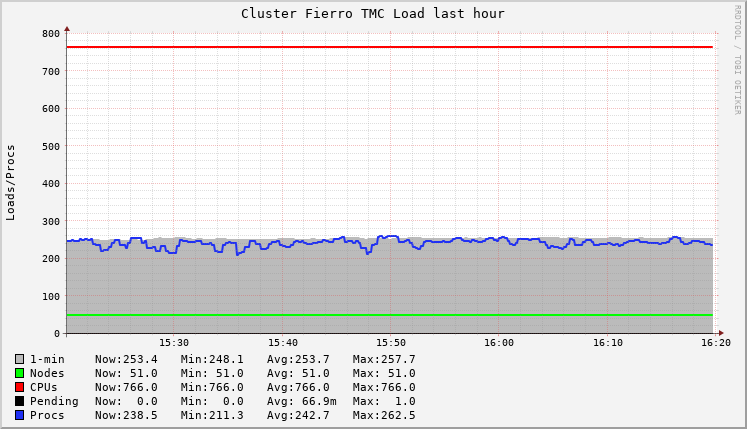 Cluster Fierro TMC Load last hour
RRDTOOL / TOBI OETIKER
Loads/Procs
800
700
600
500
400
300
200
100
0
15:30 15:40 15:50 16:00 16:10 16:20
1-min Now:253.4 Min:248.1 Avg:253.7 Max:257.7
Nodes Now: 51.0 Min: 51.0 Avg: 51.0 Max: 51.0
CPUs Now:766.0 Min:766.0 Avg:766.0 Max:766.0
Pending Now: 0.0 Min: 0.0 Avg: 66.9m Max: 1.0
Procs Now:238.5 Min:211.3 Avg:242.7 Max:262.5